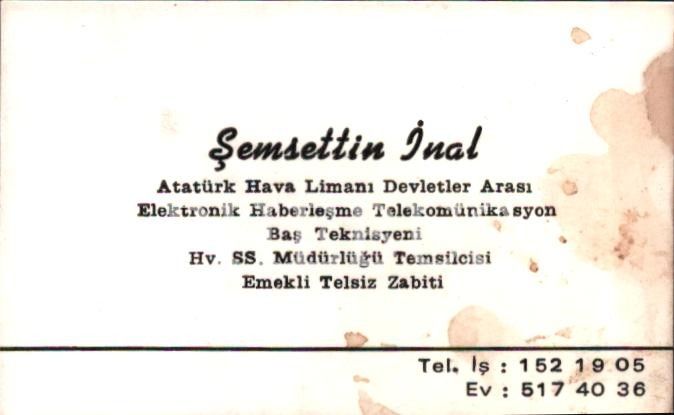 Şemsettin İnal
Atatürk Hava Limanı Devletler Arası
Elektronik Haberleşme Telekomünikasyon
Baş Teknisyeni
Hv. SS. Müdürlüğü Temsilcisi
Emekli Telsiz Zabiti
Tel. İş : 152 19 05
Ev : 517 40 36